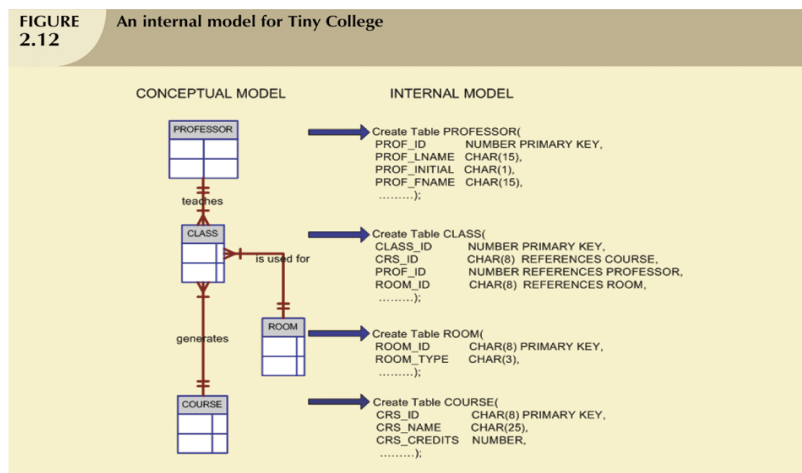 FIGURE 2.12
An internal model for Tiny College
CONCEPTUAL MODEL
INTERNAL MODEL
PROFESSOR
teaches
CLASS
is used for
ROOM
generates
COURSE
Create Table PROFESSOR(
PROF_ID NUMBER PRIMARY KEY,
PROF_LNAME CHAR(15),
PROF_INITIAL CHAR(1),
PROF_FNAME CHAR(15),
.........);
Create Table CLASS(
CLASS_ID NUMBER PRIMARY KEY,
CRS_ID CHAR(8) REFERENCES COURSE,
PROF_ID NUMBER REFERENCES PROFESSOR,
ROOM_ID CHAR(8) REFERENCES ROOM,
.........);
Create Table ROOM(
ROOM_ID CHAR(8) PRIMARY KEY,
ROOM_TYPE CHAR(3),
.........);
Create Table COURSE(
CRS_ID CHAR(8) PRIMARY KEY,
CRS_NAME CHAR(25),
CRS_CREDITS NUMBER,
.........);